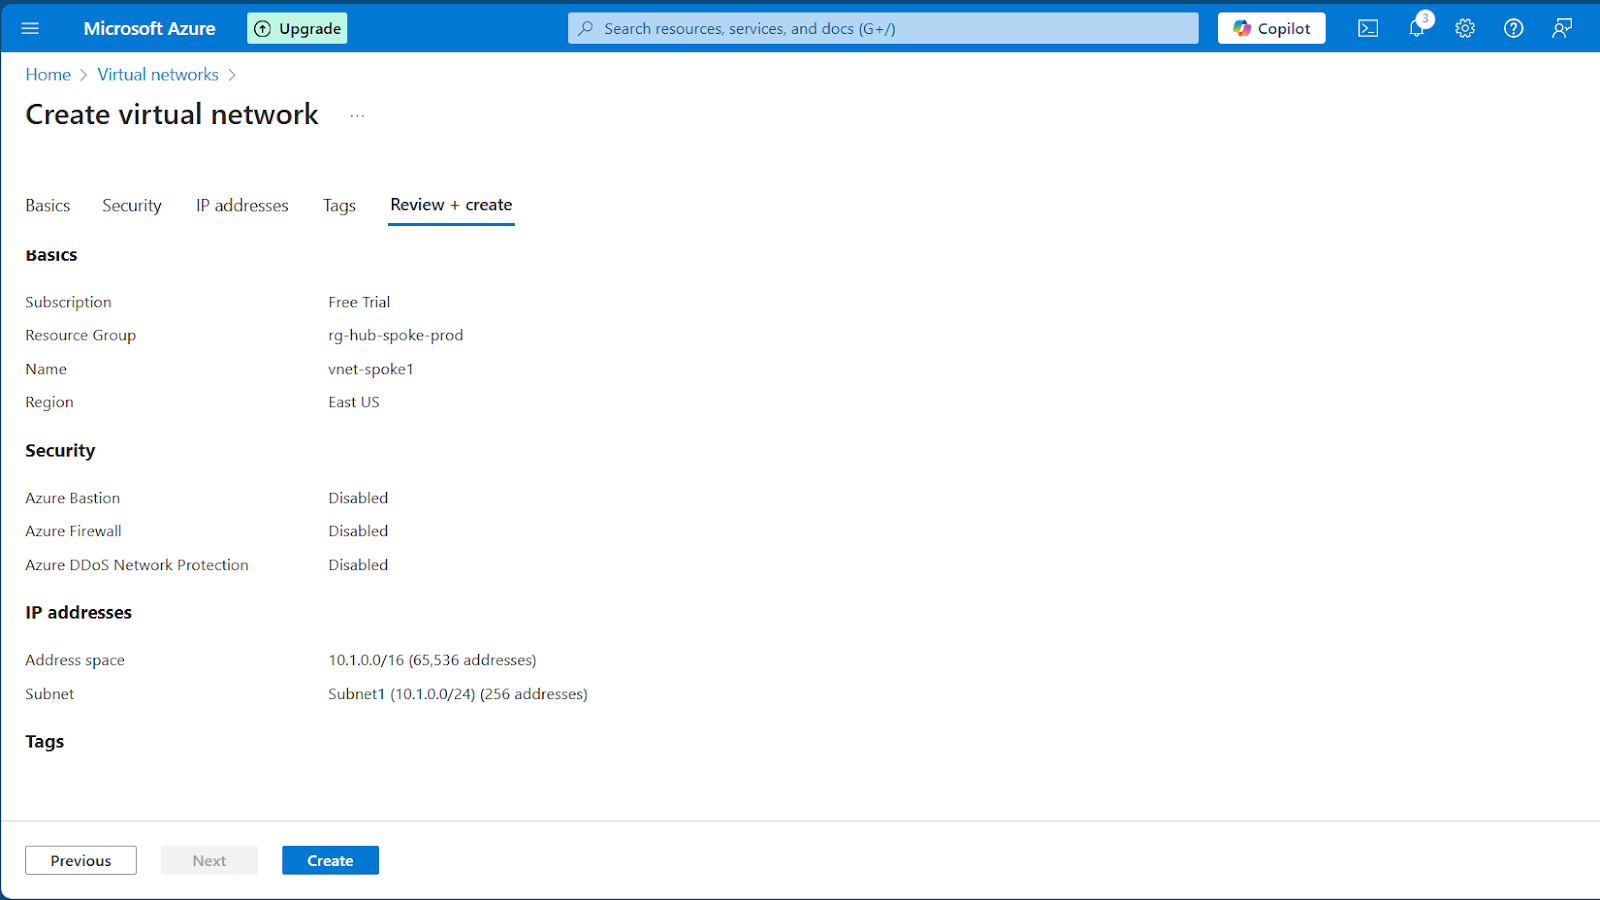 Microsoft Azure
Upgrade
Search resources, services, and docs (G+/)
Copilot
3
Home > Virtual networks >
Create virtual network ...
Basics Security IP addresses Tags Review + create
Basics
Subscription Free Trial
Resource Group rg-hub-spoke-prod
Name vnet-spoke1
Region East US
Security
Azure Bastion Disabled
Azure Firewall Disabled
Azure DDoS Network Protection Disabled
IP addresses
Address space 10.1.0.0/16 (65,536 addresses)
Subnet Subnet1 (10.1.0.0/24) (256 addresses)
Tags
Previous Next Create